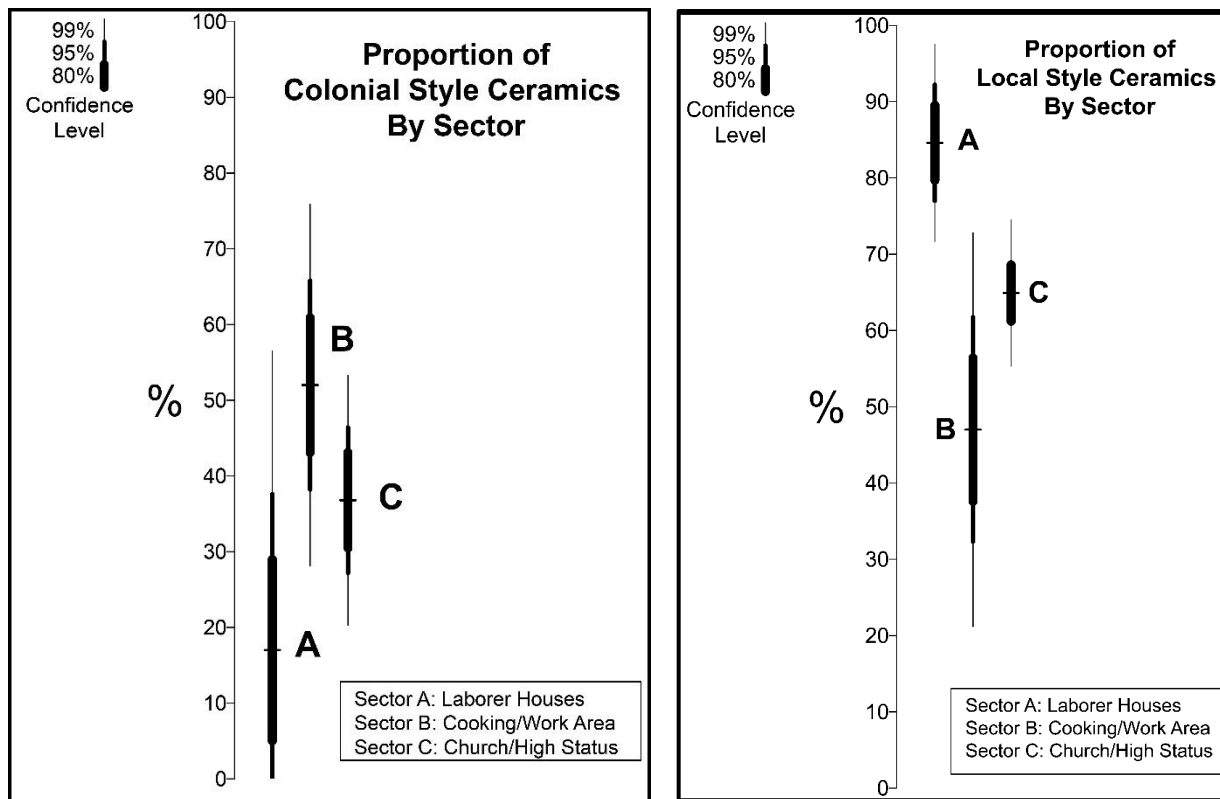 99%
95%
80%
Confidence
Level
Proportion of
Colonial Style Ceramics
By Sector
100
90
80
70
60
50
40
30
20
10
0
%
A
B
C
Sector A: Laborer Houses
Sector B: Cooking/Work Area
Sector C: Church/High Status
99%
95%
80%
Confidence
Level
Proportion of
Local Style Ceramics
By Sector
100
90
80
70
60
50
40
30
20
10
0
%
A
B
C
Sector A: Laborer Houses
Sector B: Cooking/Work Area
Sector C: Church/High Status